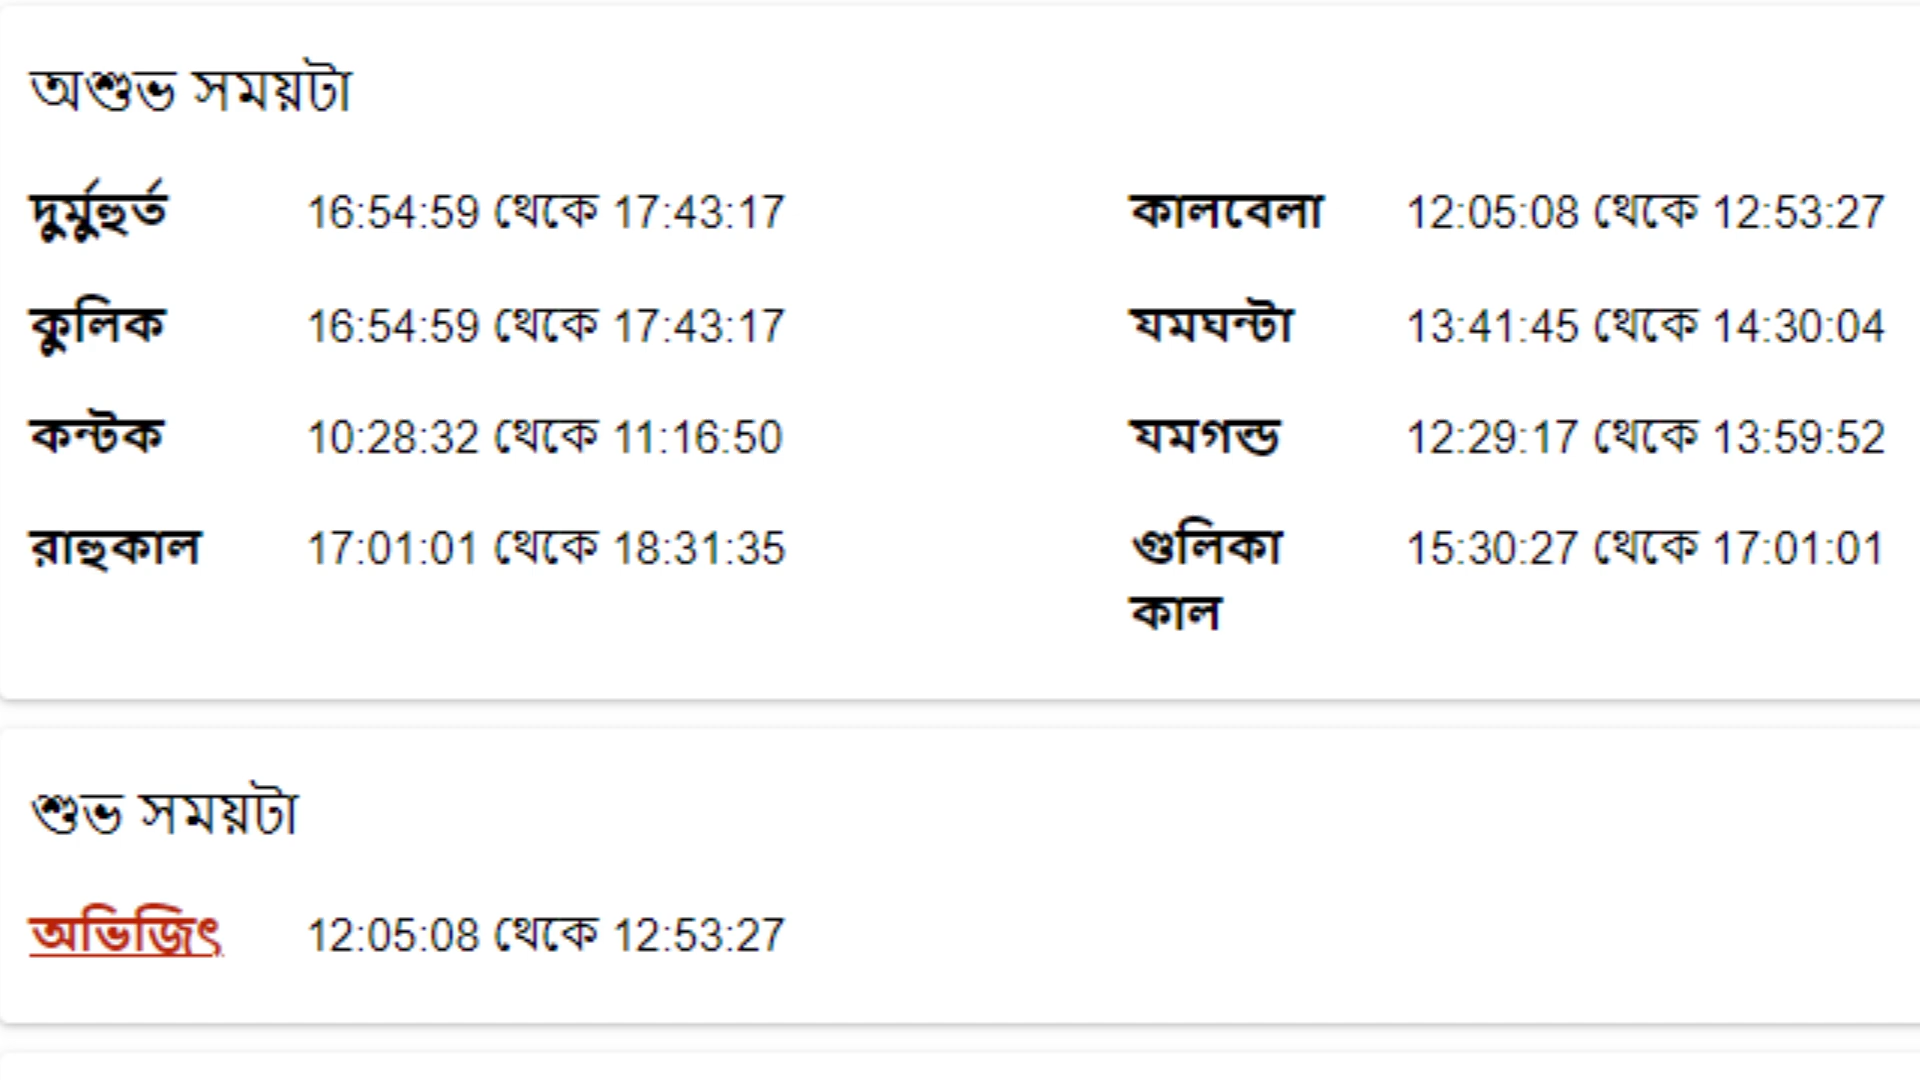 অশুভ সময়টা
দুর্মুহুর্ত 16:54:59 থেকে 17:43:17 কালবেলা 12:05:08 থেকে 12:53:27
কুলিক 16:54:59 থেকে 17:43:17 যমঘন্টা 13:41:45 থেকে 14:30:04
কন্টক 10:28:32 থেকে 11:16:50 যমগন্ড 12:29:17 থেকে 13:59:52
রাহুকাল 17:01:01 থেকে 18:31:35 গুলিকা 15:30:27 থেকে 17:01:01
কাল
শুভ সময়টা
অভিজিৎ 12:05:08 থেকে 12:53:27